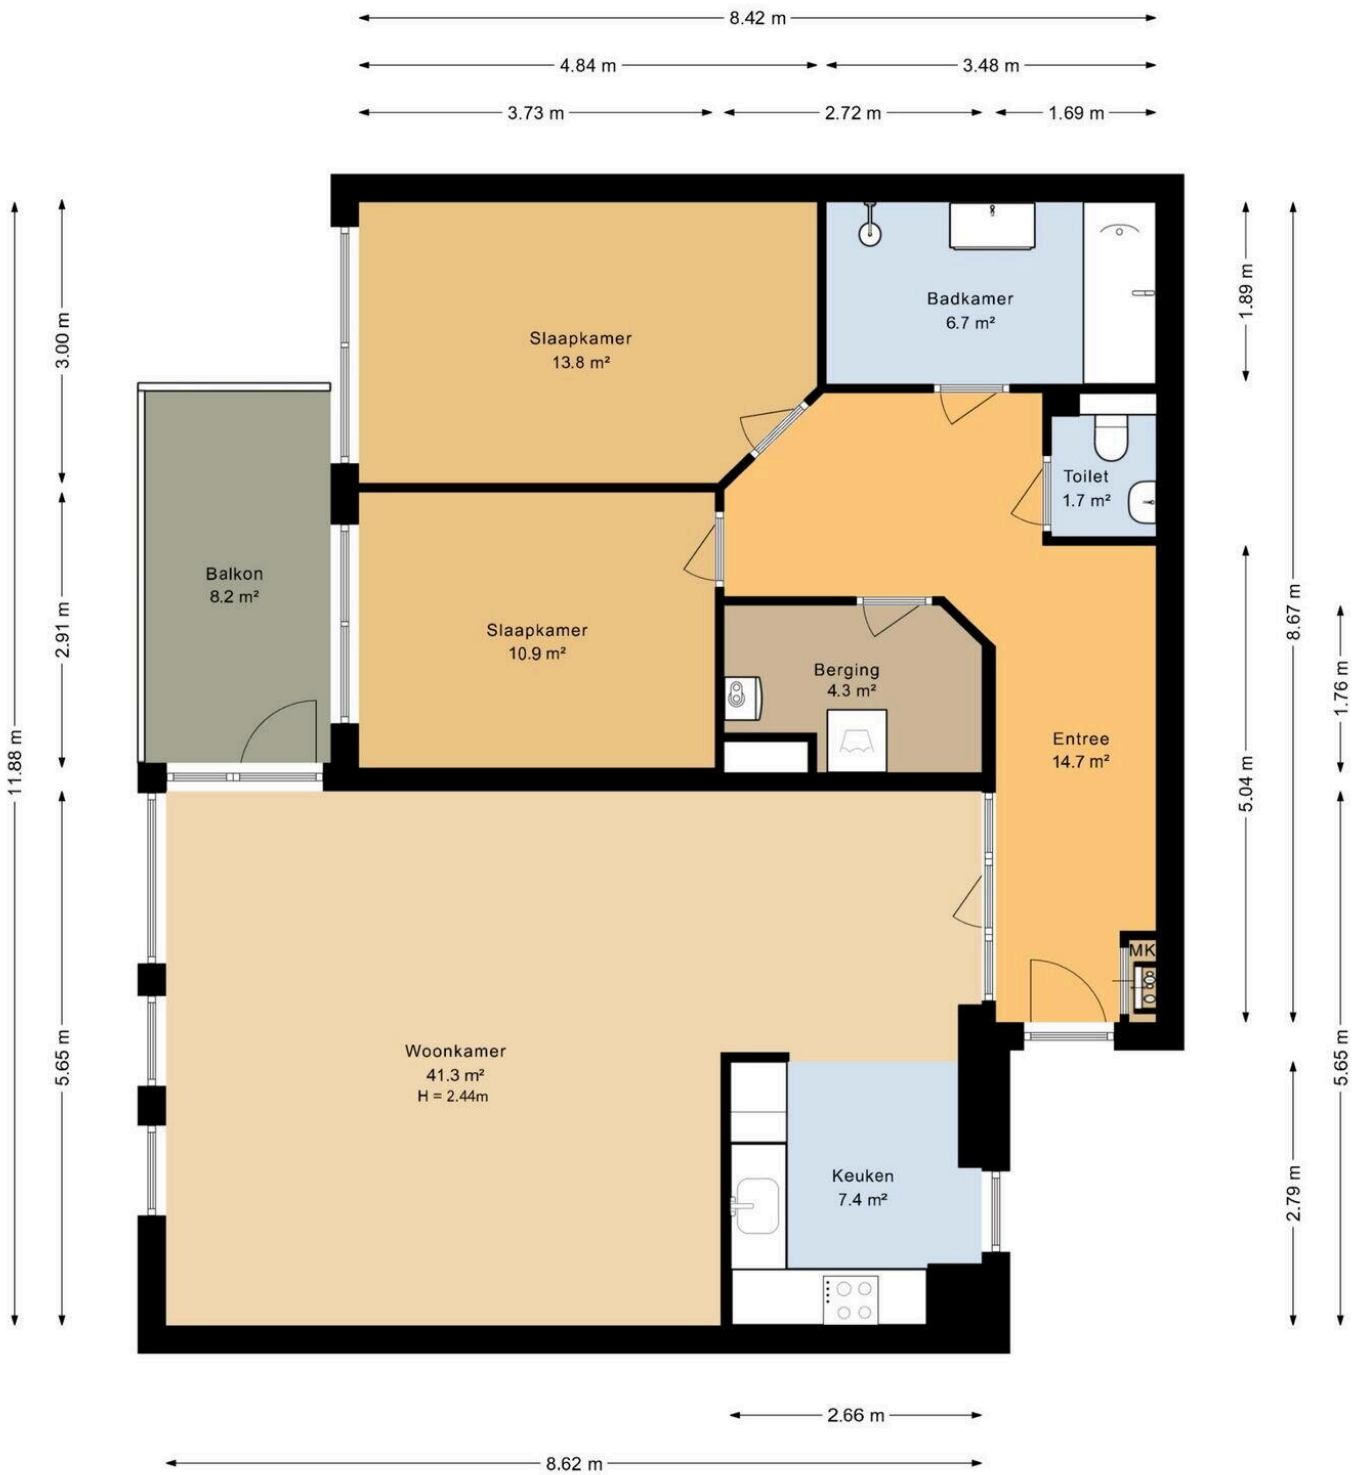 8.42 m
4.84 m
3.48 m
3.73 m
2.72 m
1.69 m
11.88 m
3.00 m
2.91 m
5.65 m
Slaapkamer
13.8 m²
Badkamer
6.7 m²
Toilet
1.7 m²
Balkon
8.2 m²
Slaapkamer
10.9 m²
Berging
4.3 m²
Entree
14.7 m²
MK
Woonkamer
41.3 m²
H = 2.44m
Keuken
7.4 m²
1.89 m
5.04 m
8.67 m
2.79 m
1.76 m
5.65 m
2.66 m
8.62 m